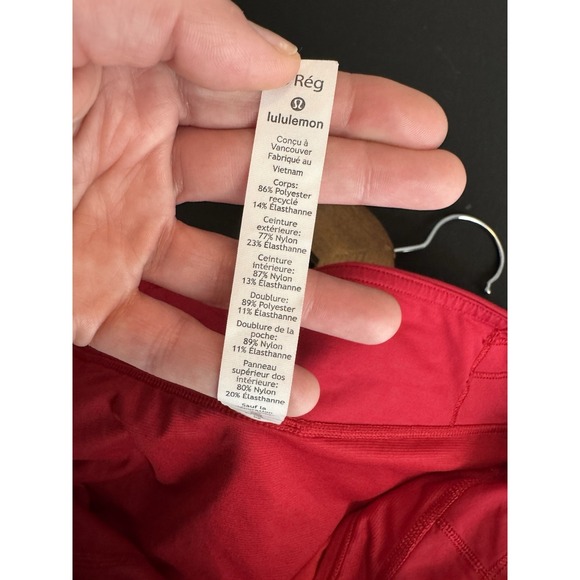 Rég
lululemon
Conçu à
Vancouver
Fabriqué au
Vietnam
Corps:
86% Polyester
recyclé
14% Élasthanne
Ceinture
extérieure:
77% Nylon
23% Élasthanne
Ceinture
intérieure:
87% Nylon
13% Élasthanne
Doublure:
89% Polyester
11% Élasthanne
Doublure de la
poche:
89% Nylon
11% Élasthanne
Panneau
supérieur dos
intérieure:
80% Nylon
20% Élasthanne
sauf la